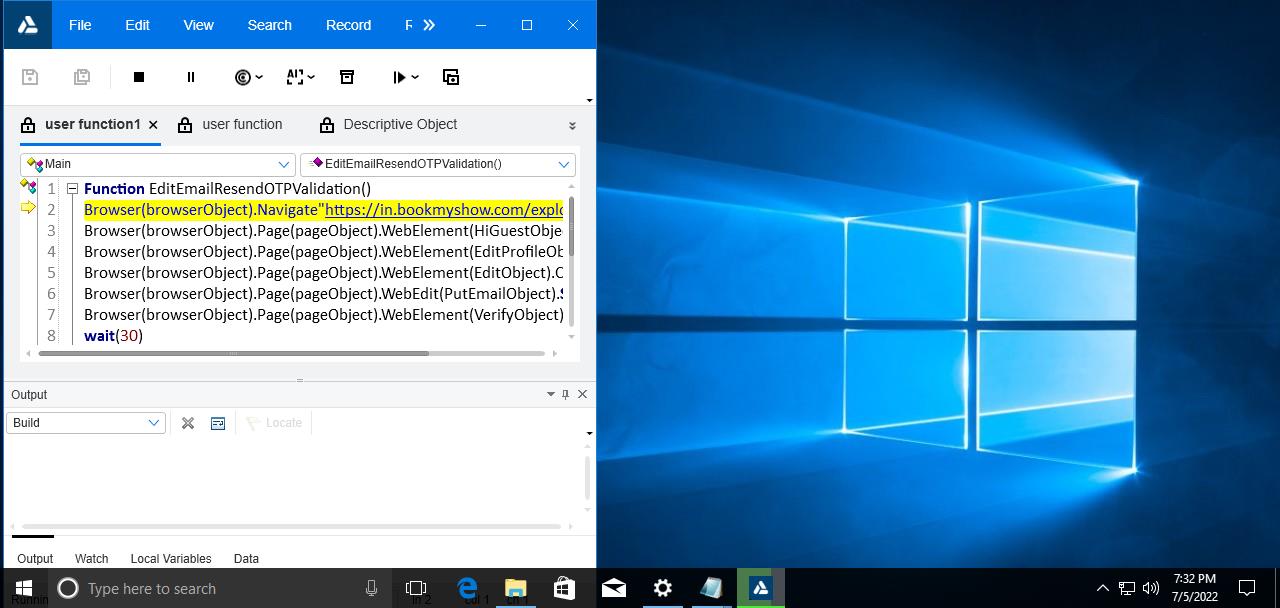 File Edit View Search Record
user function1 user function Descriptive Object
Main EditEmailResendOTPValidation()
1 Function EditEmailResendOTPValidation()
2 Browser(browserObject).Navigate"https://in.bookmyshow.com/explo
3 Browser(browserObject).Page(pageObject).WebElement(HiGuestObje
4 Browser(browserObject).Page(pageObject).WebElement(EditProfileOb
5 Browser(browserObject).Page(pageObject).WebElement(EditObject).C
6 Browser(browserObject).Page(pageObject).WebEdit(PutEmailObject).S
7 Browser(browserObject).Page(pageObject).WebElement(VerifyObject)
8 wait(30)
Output
Build Locate
Output Watch Local Variables Data
Type here to search
7:32 PM
7/5/2022